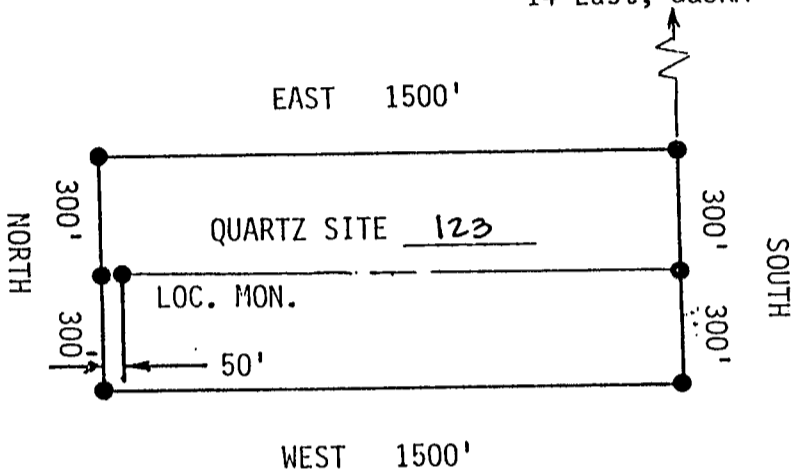 EAST 1500'
300'
300'
NORTH
QUARTZ SITE 123
SOUTH
LOC. MON.
300'
300'
50'
WEST 1500'